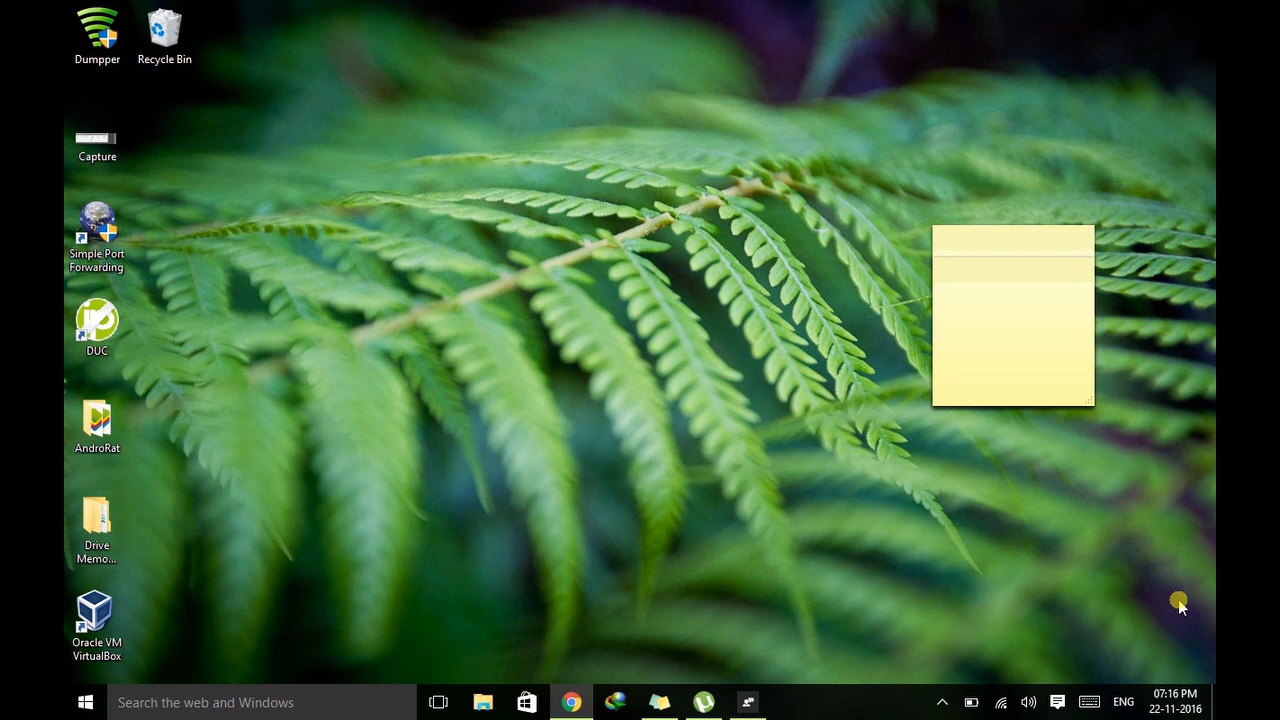 Dumpper
Recycle Bin
Capture
Simple Port
Forwarding
DUC
AndroRat
Drive
Memo...
Oracle VM
VirtualBox
Search the web and Windows
ENG
07:16 PM
22-11-2016